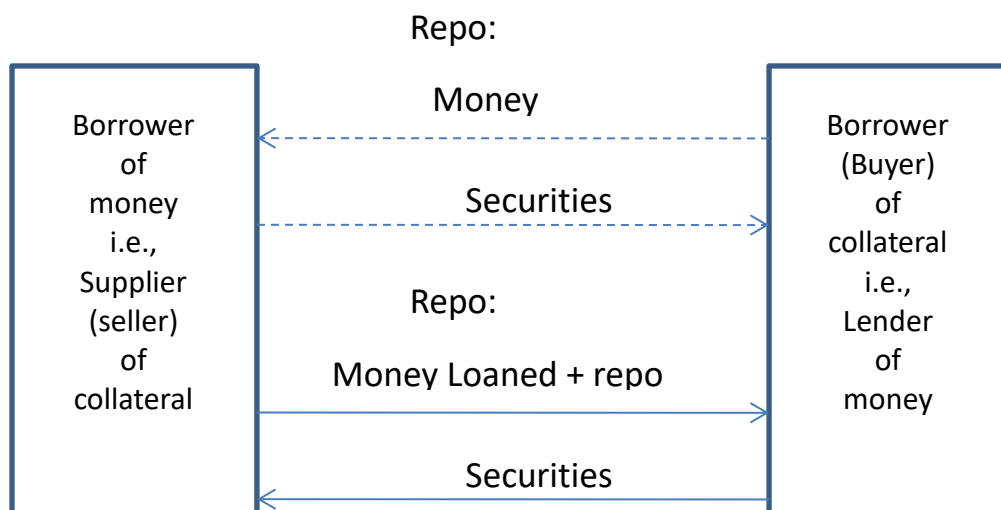 Repo:
Borrower
of
money
i.e.,
Supplier
(seller)
of
collateral
Money
Securities
Repo:
Money Loaned + repo
Securities
Borrower
(Buyer)
of
collateral
i.e.,
Lender
of
money